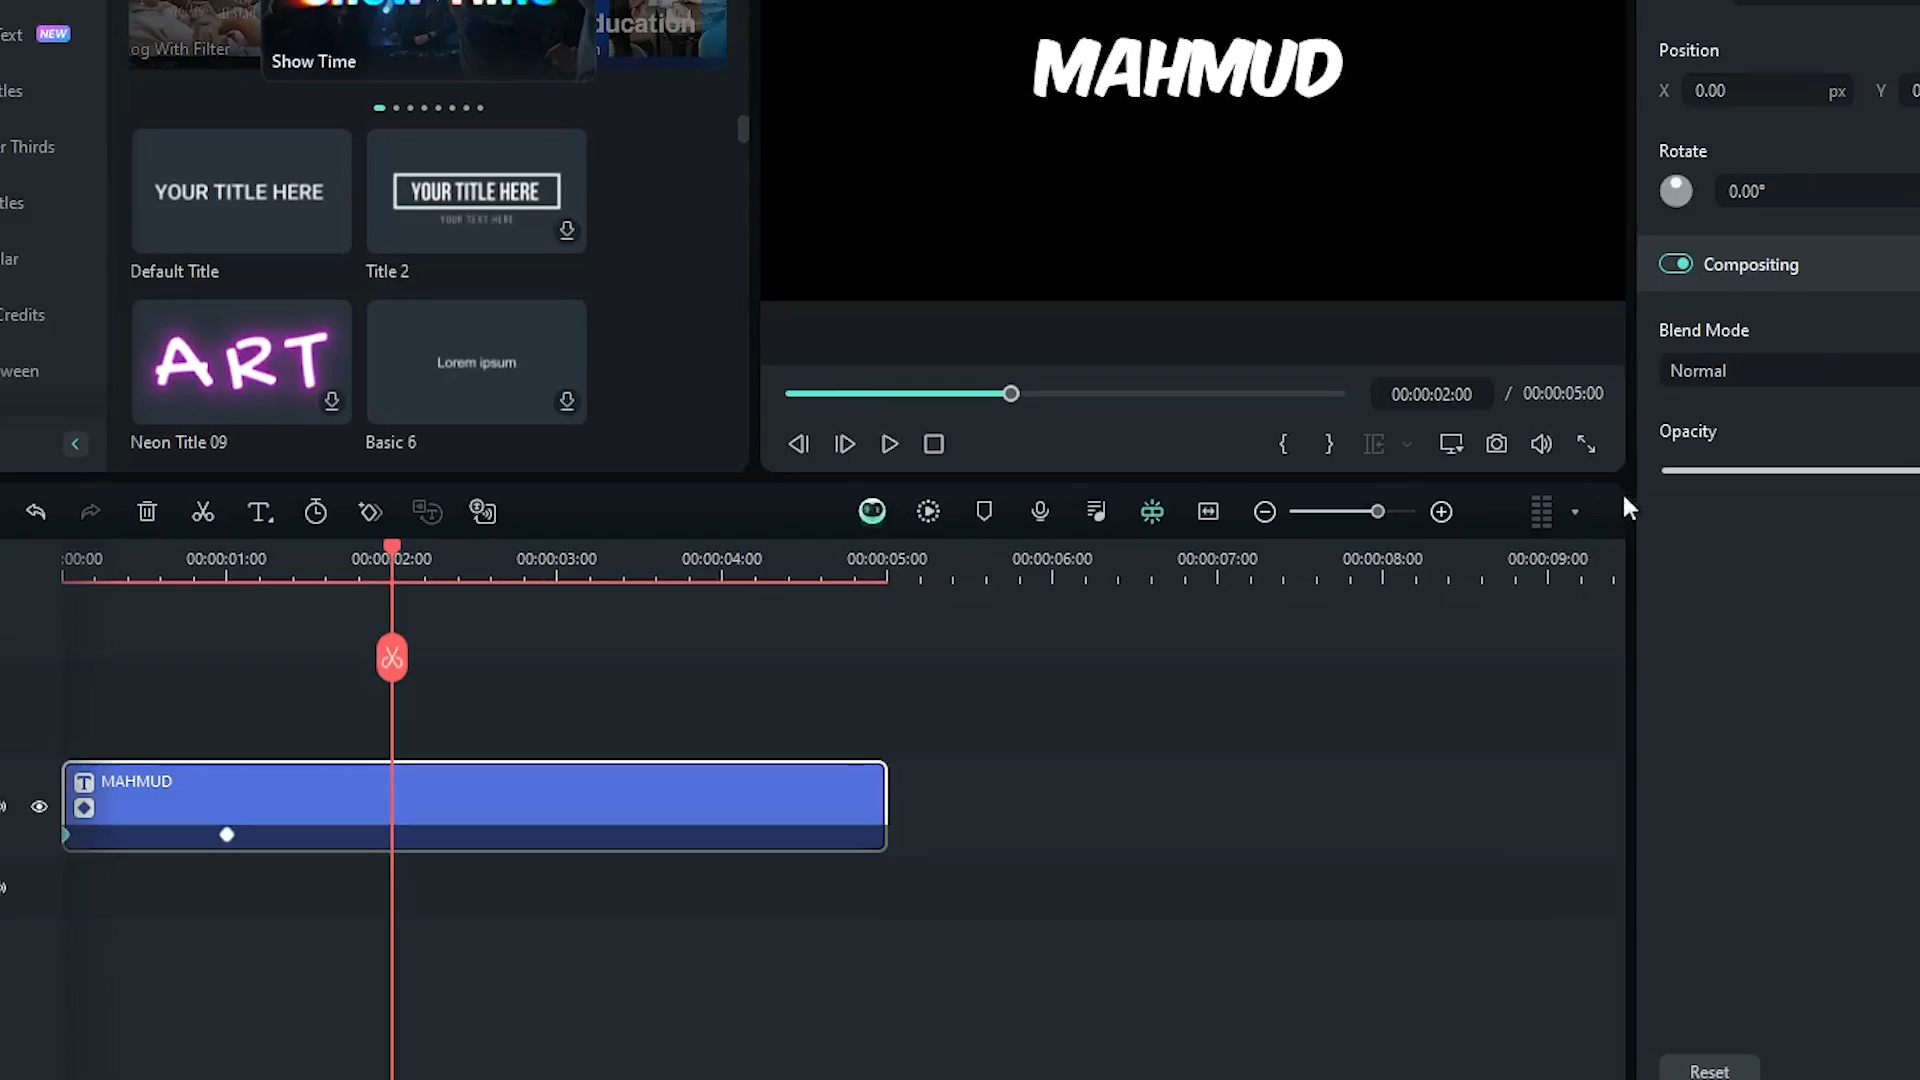 ext NEW
tles
r Thirds
tles
lar
Credits
ween
og With Filter
Show Time
ducation
YOUR TITLE HERE
Default Title
YOUR TITLE HERE
YOUR TEXT HERE
Title 2
ART
Neon Title 09
Lorem ipsum
Basic 6
MAHMUD
00:00:02:00 / 00:00:05:00
Position
X 0.00 px Y 0
Rotate
0.00°
Compositing
Blend Mode
Normal
Opacity
:00:00 00:00:01:00 00:00:02:00 00:00:03:00 00:00:04:00 00:00:05:00 00:00:06:00 00:00:07:00 00:00:08:00 00:00:09:00
T MAHMUD
Reset